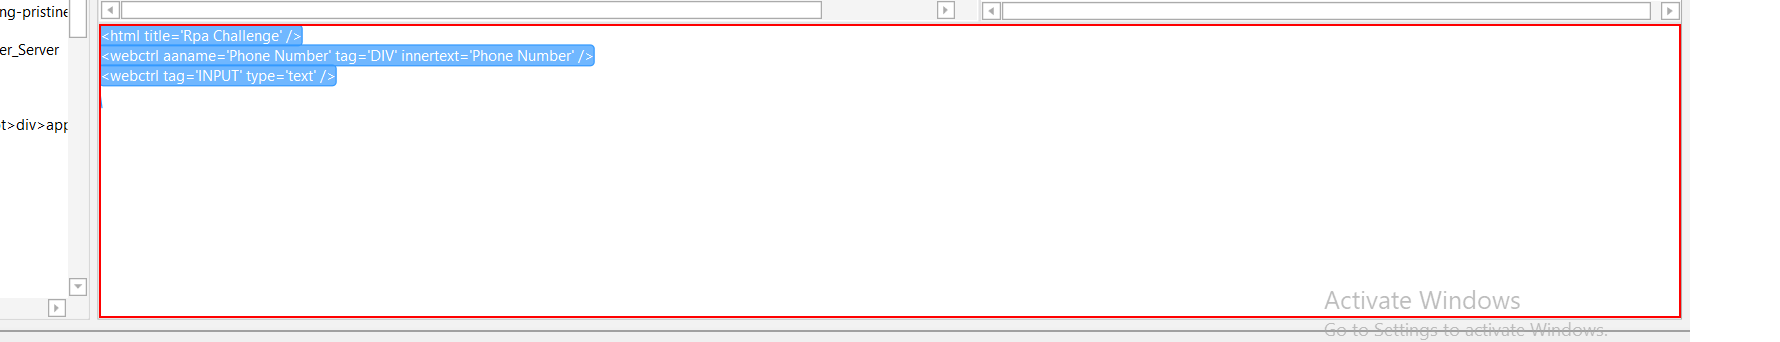 ng-pristine
er_Server
t>div>app
<html title='Rpa Challenge' />
<webctrl aaname='Phone Number' tag='DIV' innertext='Phone Number' />
<webctrl tag='INPUT' type='text' />
Activate Windows
Go to Settings to activate Windows.